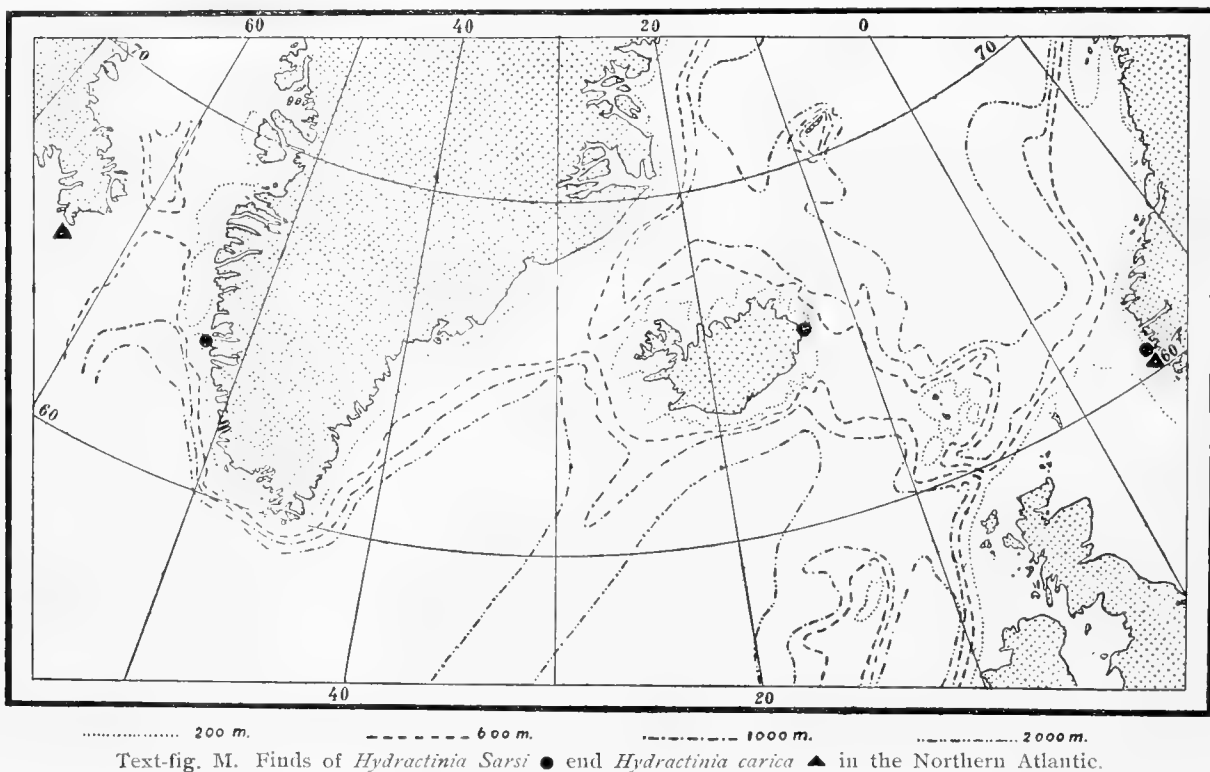 60 40 20 0
70 70
60 60
40 20
200 m. 600 m. 1000 m. 2000 m.
Text-fig. M. Finds of Hydractinia Sarsi ● end Hydractinia carica ▲ in the Northern Atlantic.